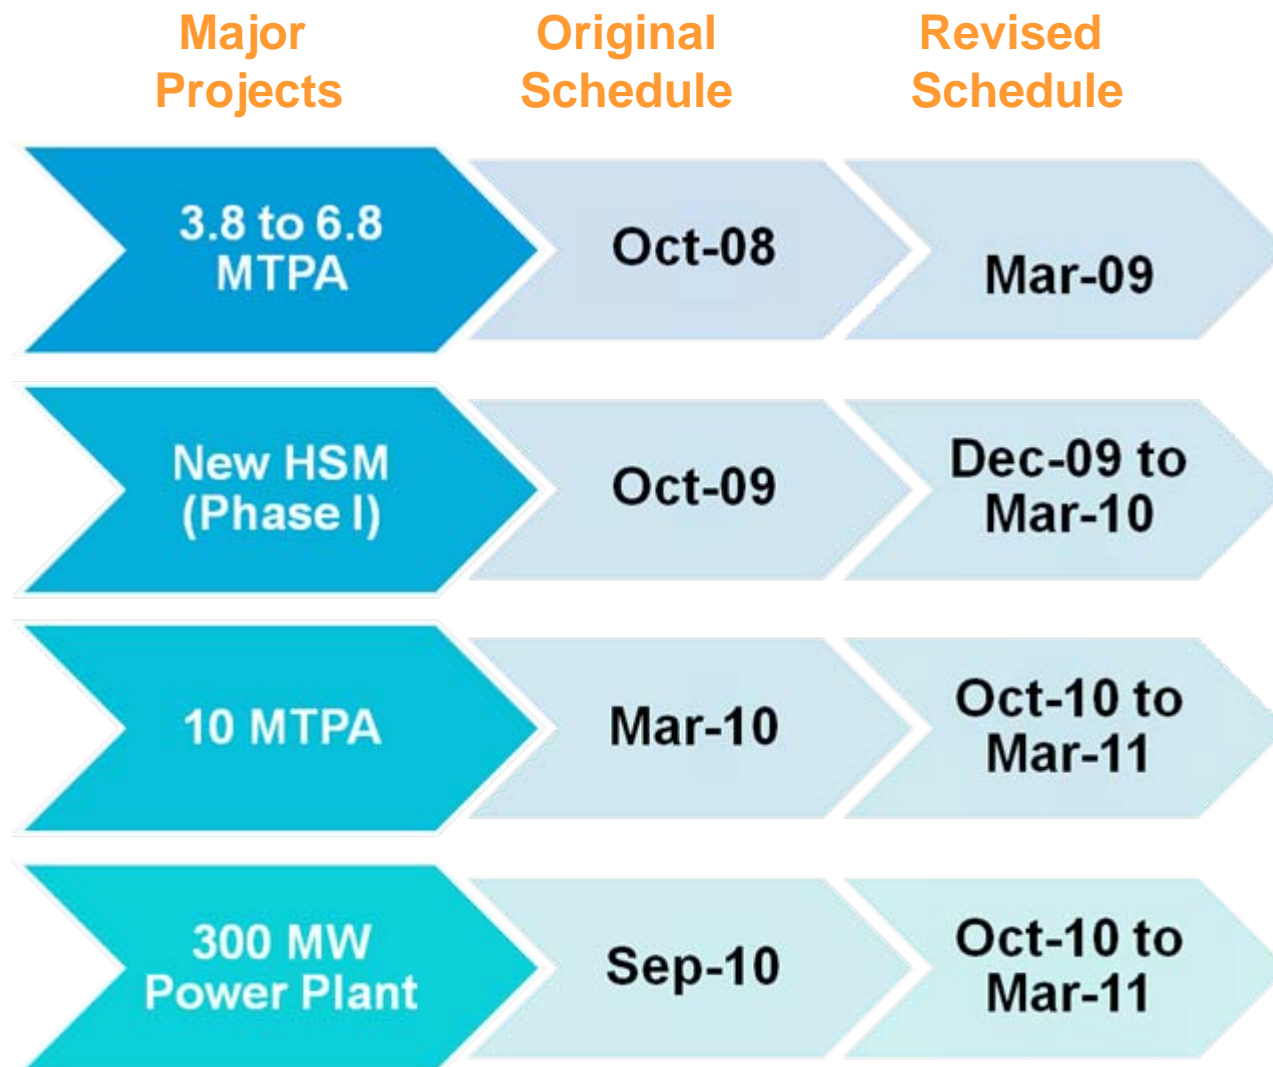 Major Projects
Original Schedule
Revised Schedule
3.8 to 6.8
MTPA
Oct-08
Mar-09
New HSM
(Phase I)
Oct-09
Dec-09 to
Mar-10
10 MTPA
Mar-10
Oct-10 to
Mar-11
300 MW
Power Plant
Sep-10
Oct-10 to
Mar-11